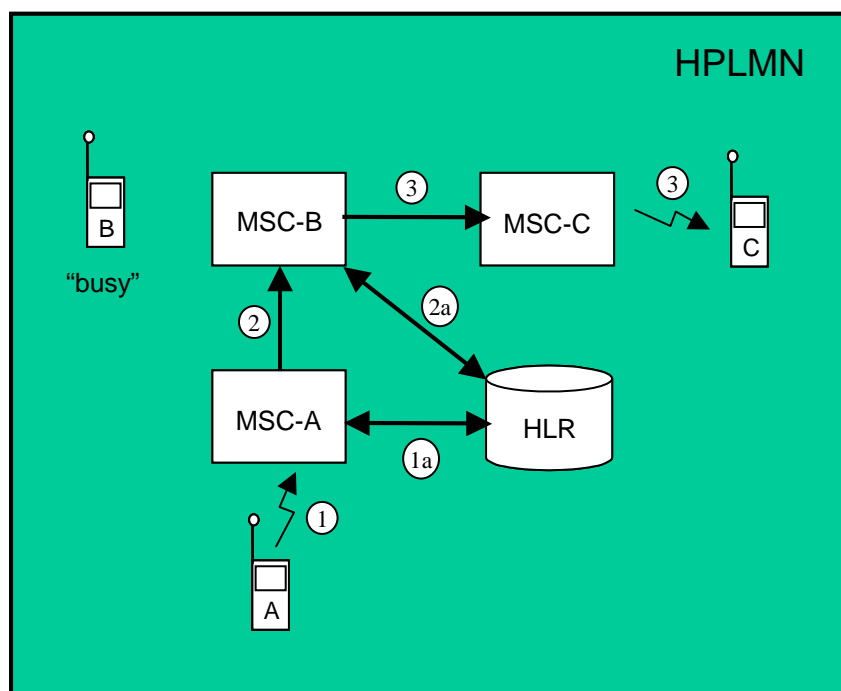 HPLMN
B
“busy”
MSC-B
3
MSC-C
3
C
2
2a
MSC-A
1a
HLR
1
A